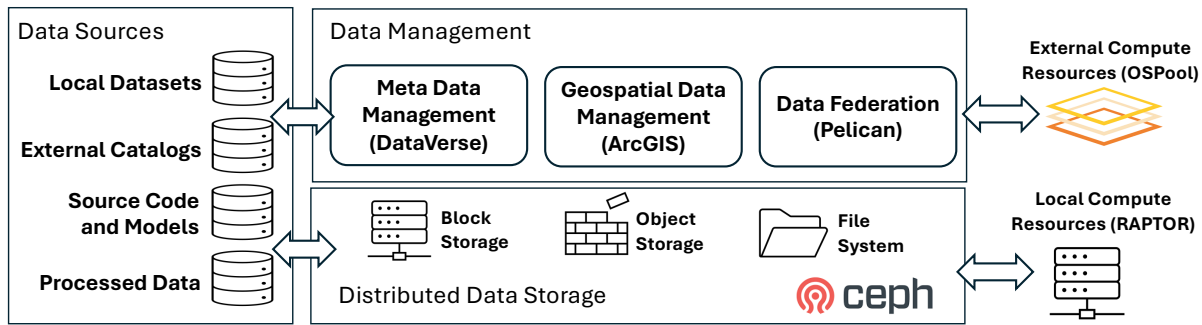 Data Sources
Local Datasets
External Catalogs
Source Code
and Models
Processed Data
Data Management
Meta Data
Management
(DataVerse)
Geospatial Data
Management
(ArcGIS)
Data Federation
(Pelican)
Block
Storage
Object
Storage
File
System
Distributed Data Storage
ceph
External Compute
Resources (OSPool)
Local Compute
Resources (RAPTOR)